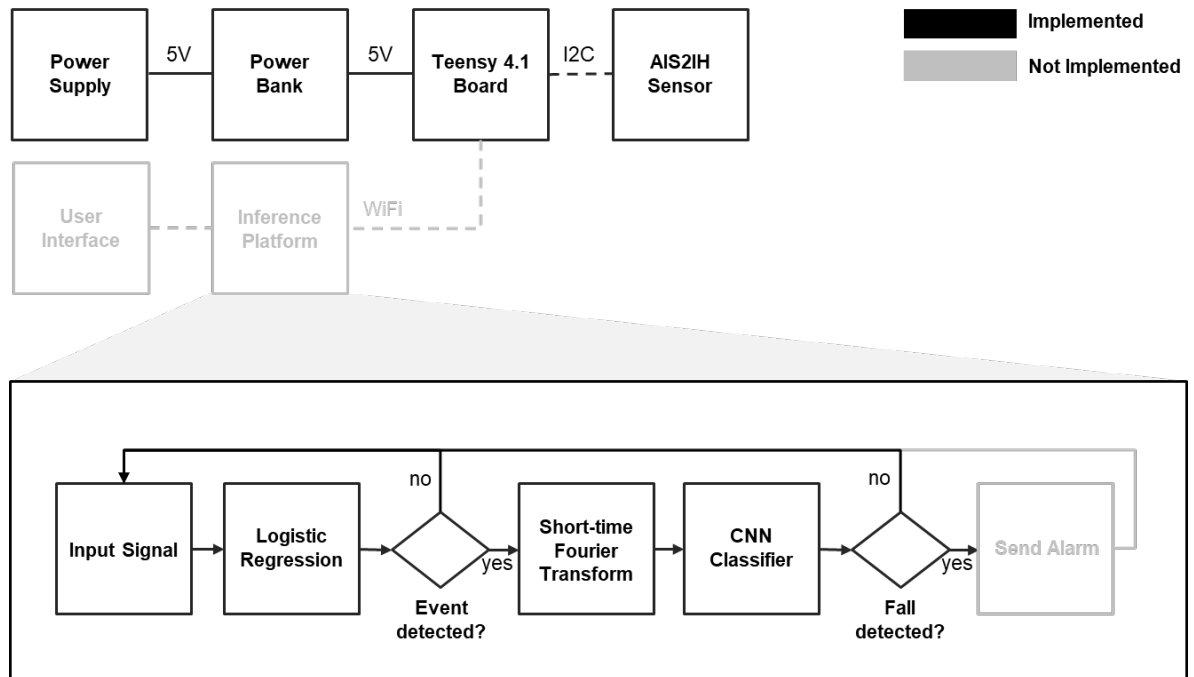 Implemented
Not Implemented
5V
5V
I2C
Power
Supply
Power
Bank
Teensy 4.1
Board
AIS2IH
Sensor
User
Interface
Inference
Platform
WiFi
no
no
Input Signal
Logistic
Regression
yes
Short-time
Fourier
Transform
CNN
Classifier
yes
Send Alarm
Event
detected?
Fall
detected?